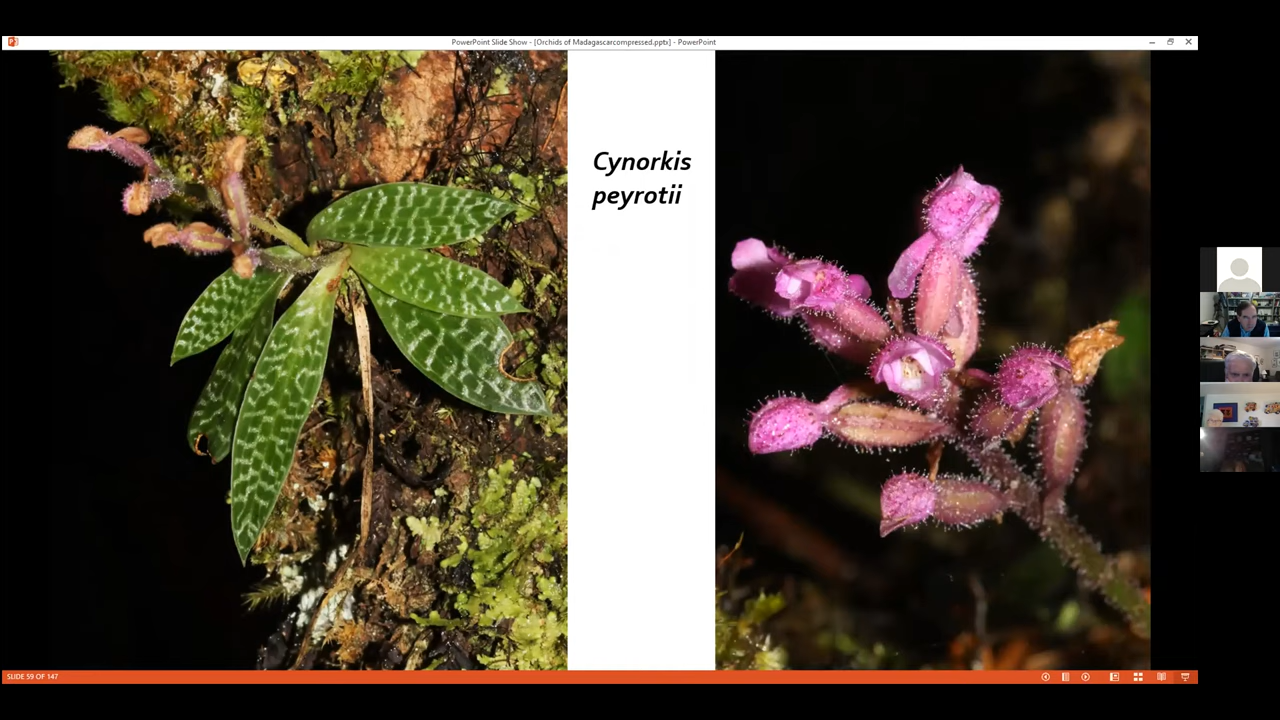 PowerPoint Slide Show - [Orchids of Madagascarcompressed.pptx] - PowerPoint
Cynorkis
peyrotii
SLIDE 59 OF 147